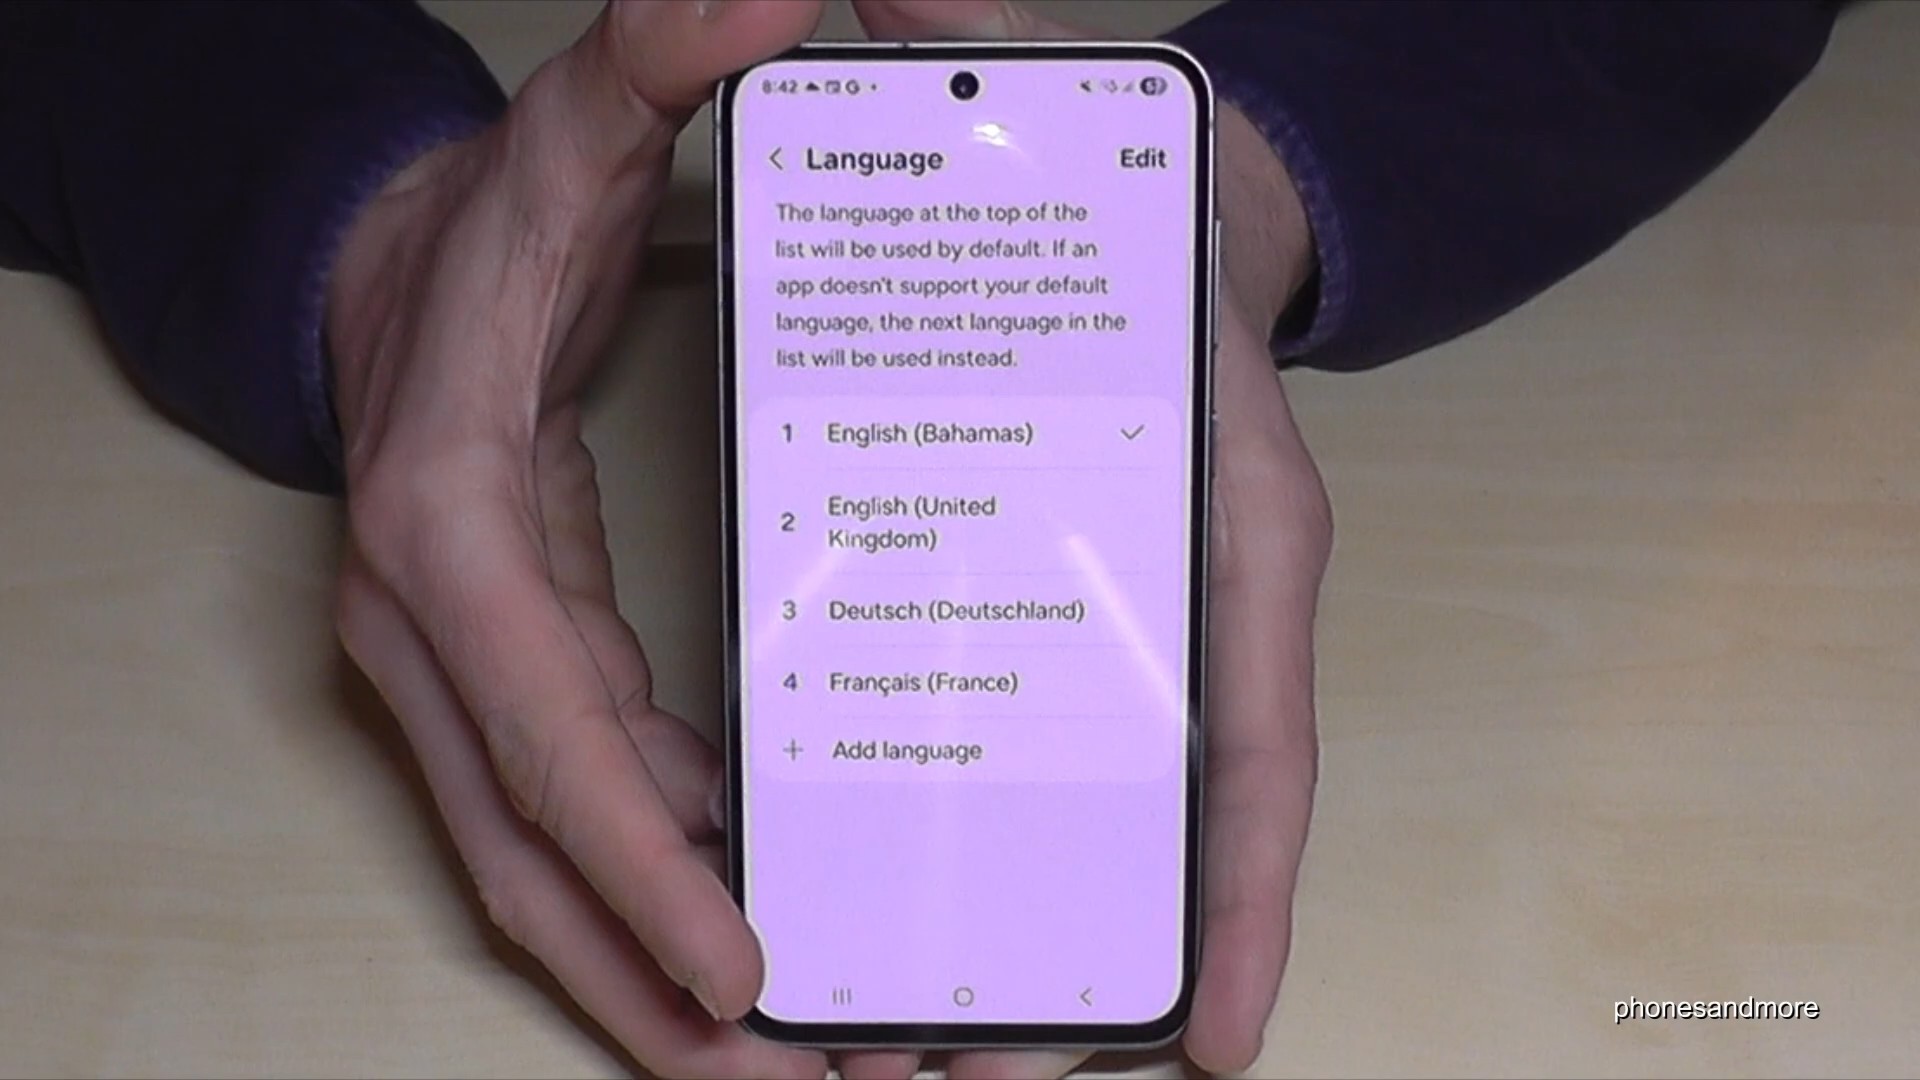 8:42
Language
Edit
The language at the top of the
list will be used by default. If an
app doesn't support your default
language, the next language in the
list will be used instead.
1 English (Bahamas)
2 English (United
Kingdom)
3 Deutsch (Deutschland)
4 Français (France)
+ Add language
phonesandmore